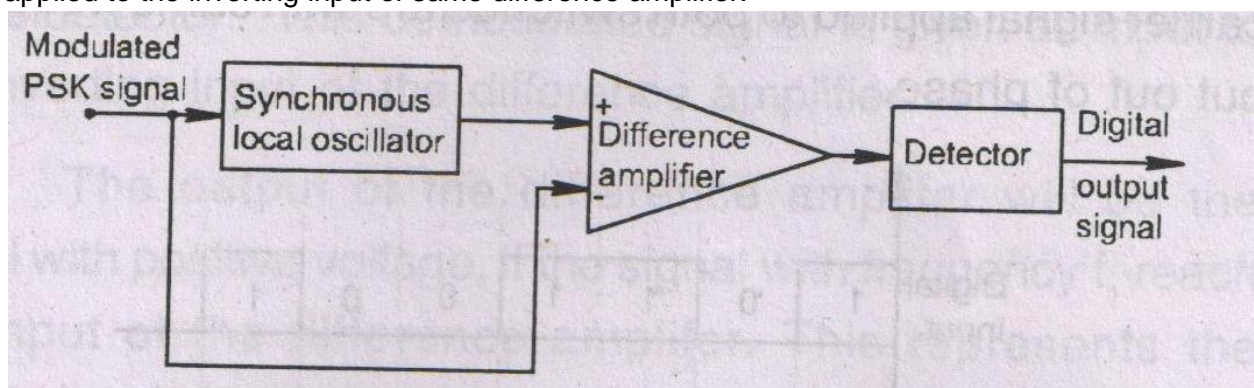 applied to the inverting input of same difference amplifier.
Modulated
PSK signal
Synchronous
local oscillator
+
Difference
amplifier
-
Detector
Digital
output
signal